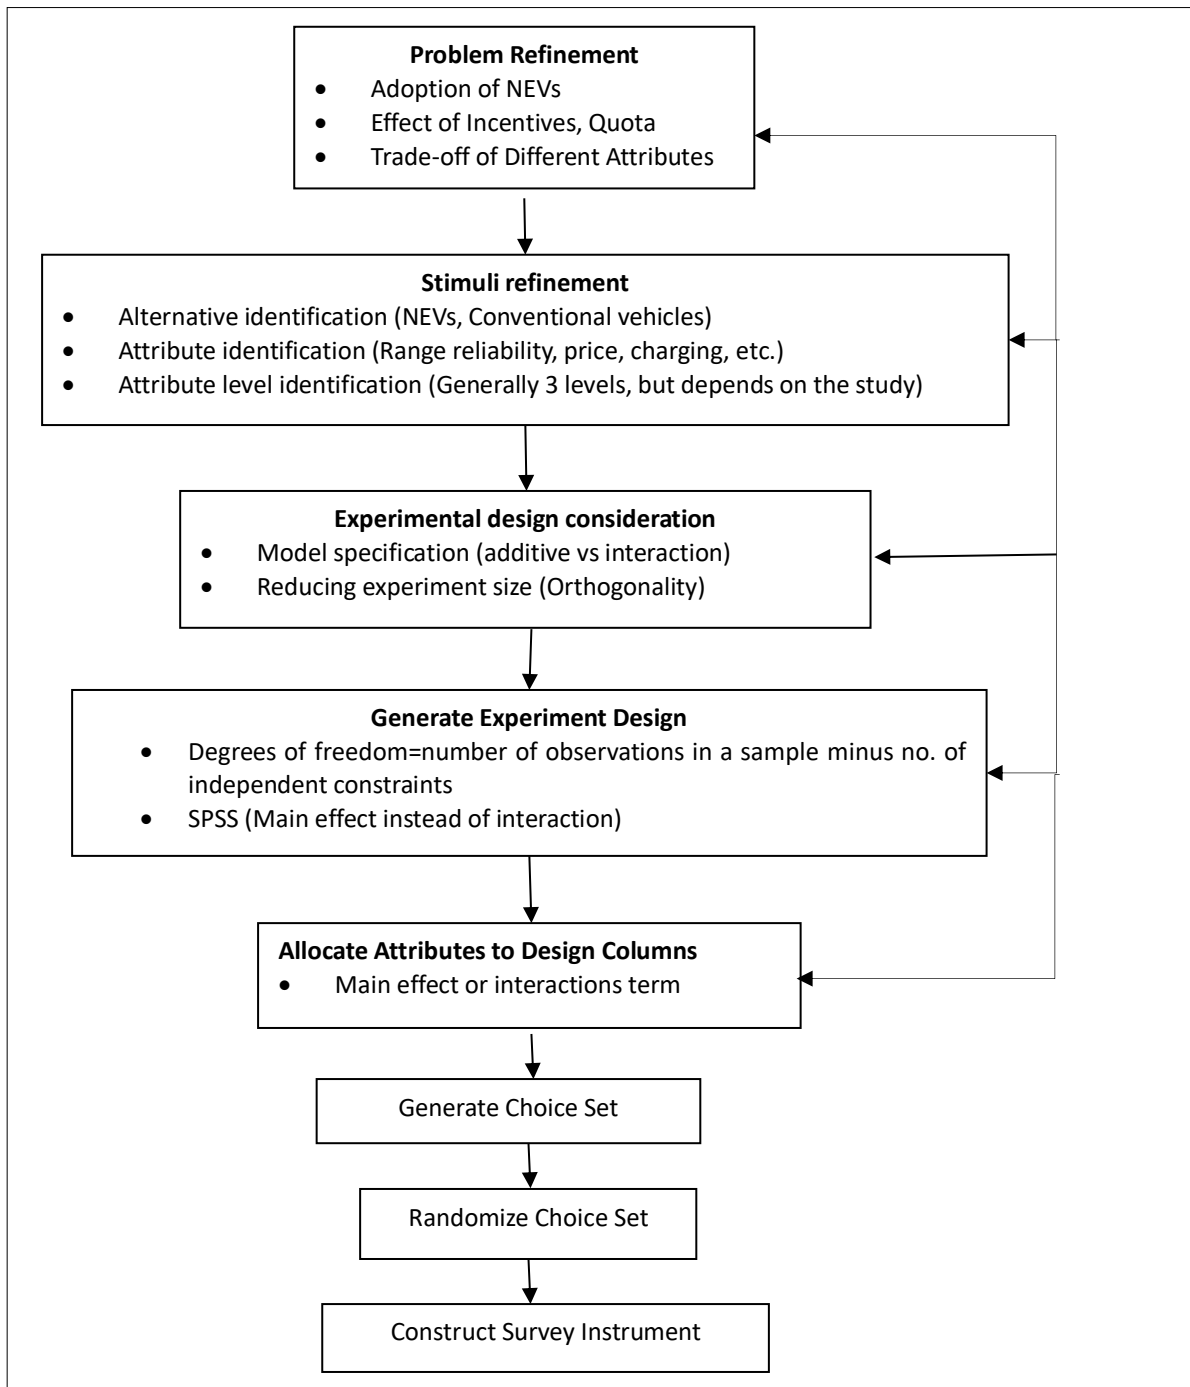 Problem Refinement
• Adoption of NEVs
• Effect of Incentives, Quota
• Trade-off of Different Attributes
Stimuli refinement
• Alternative identification (NEVs, Conventional vehicles)
• Attribute identification (Range reliability, price, charging, etc.)
• Attribute level identification (Generally 3 levels, but depends on the study)
Experimental design consideration
• Model specification (additive vs interaction)
• Reducing experiment size (Orthogonality)
Generate Experiment Design
• Degrees of freedom=number of observations in a sample minus no. of
independent constraints
• SPSS (Main effect instead of interaction)
Allocate Attributes to Design Columns
• Main effect or interactions term
Generate Choice Set
Randomize Choice Set
Construct Survey Instrument